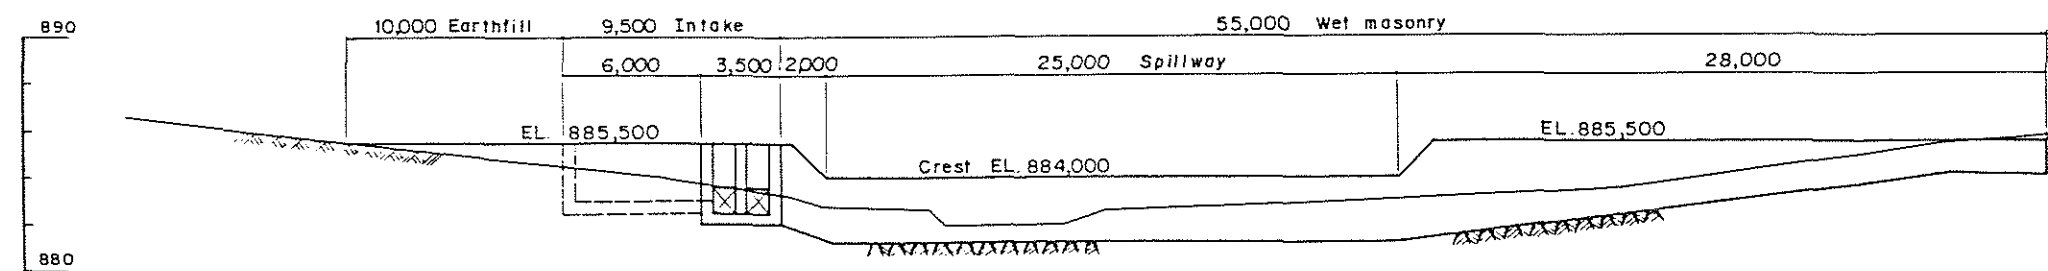 890
10,000 Earthfill 9,500 Intake 55,000 Wet masonry
6,000 3,500 2,000 25,000 Spillway 28,000
EL. 885,500 EL.885,500
Crest EL. 884,000
880